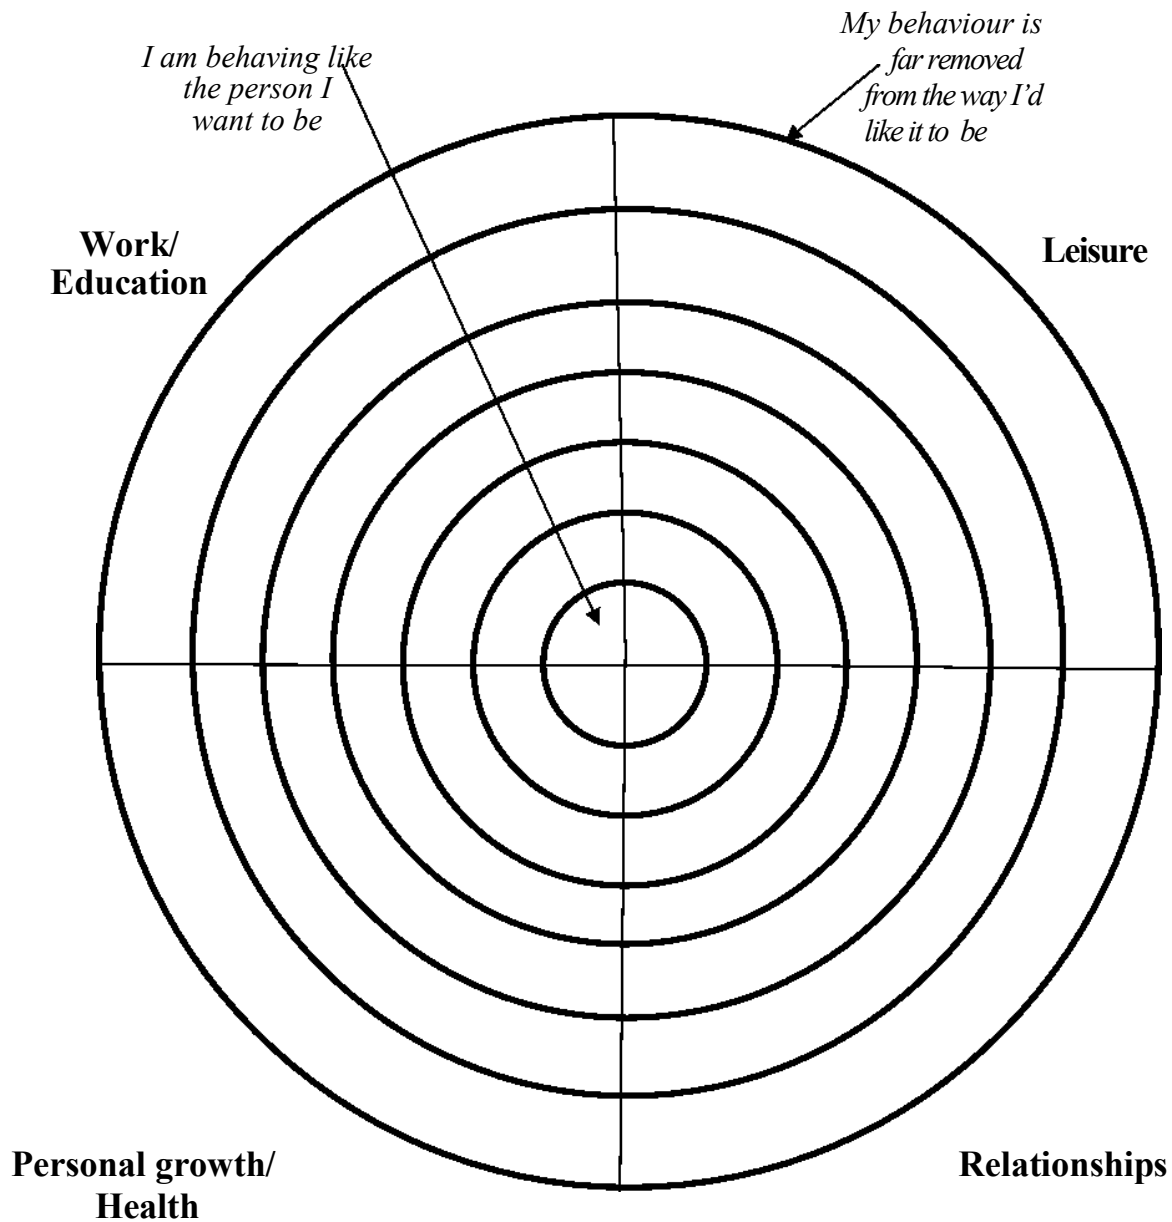 I am behaving like
the person I
want to be
My behaviour is
far removed
from the way I'd
like it to be
Work/
Education
Leisure
Personal growth/
Health
Relationships